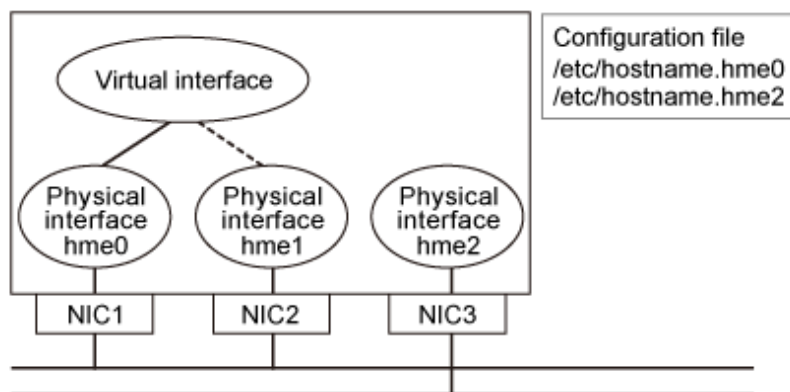 Configuration file
/etc/hostname.hme0
/etc/hostname.hme2
Virtual interface
Physical
interface
hme0
Physical
interface
hme1
Physical
interface
hme2
NIC1
NIC2
NIC3